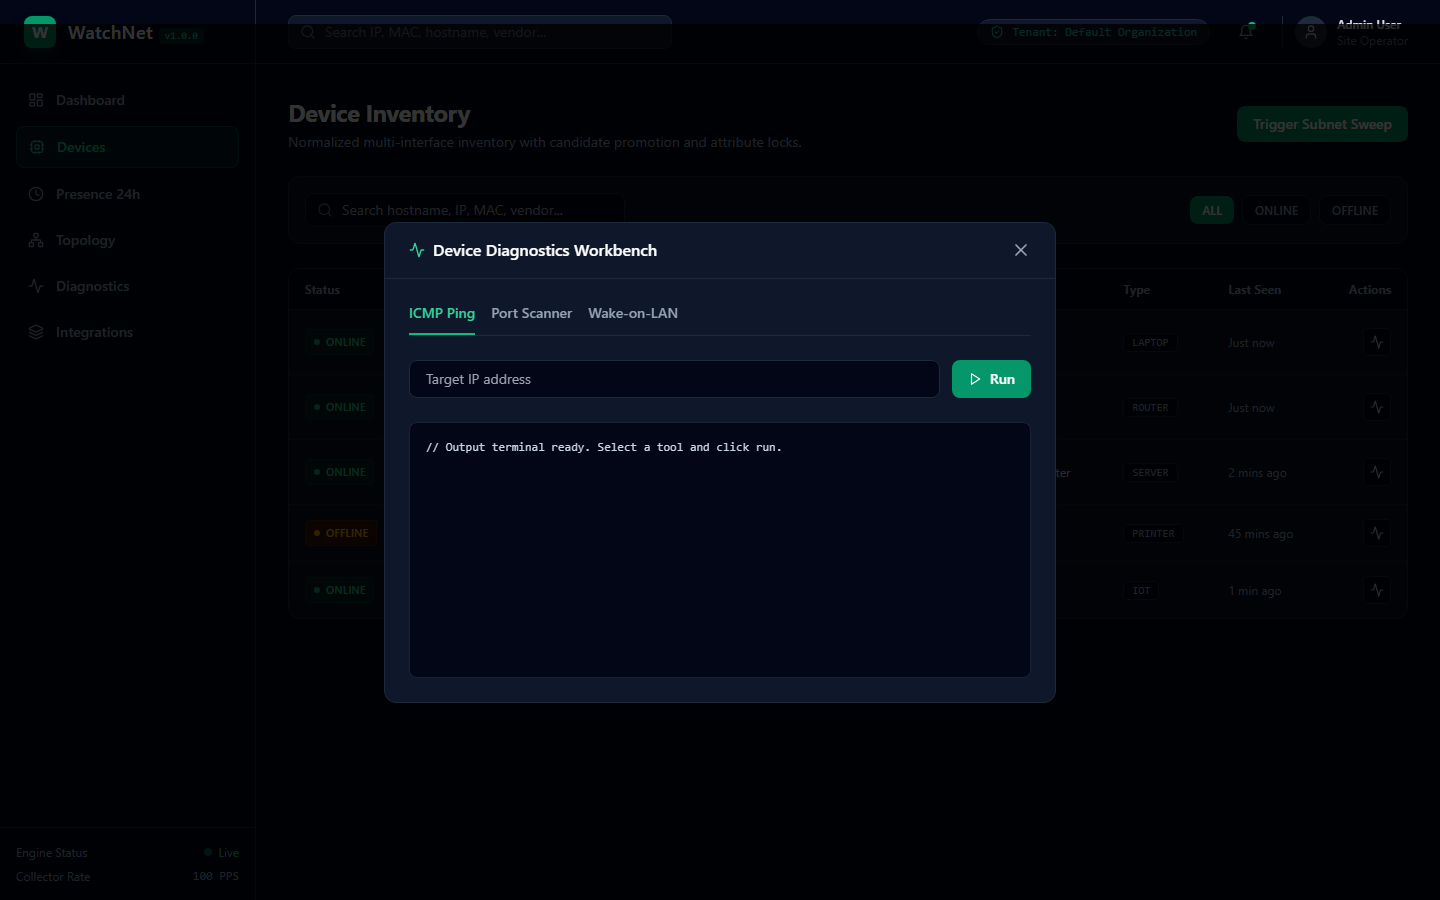 W WatchNet v1.0.0
Search IP, MAC, hostname, vendor...
Tenant: Default Organization
Admin User
Site Operator
Dashboard
Devices
Presence 24h
Topology
Diagnostics
Integrations
Engine Status Live
Collector Rate 100 PPS
Device Inventory
Normalized multi-interface inventory with candidate promotion and attribute locks.
Trigger Subnet Sweep
Search hostname, IP, MAC, vendor...
ALL ONLINE OFFLINE
Status Type Last Seen Actions
ONLINE LAPTOP Just now
ONLINE ROUTER Just now
ONLINE ter SERVER 2 mins ago
OFFLINE PRINTER 45 mins ago
ONLINE IOT 1 min ago
Device Diagnostics Workbench
ICMP Ping Port Scanner Wake-on-LAN
Target IP address
Run
// Output terminal ready. Select a tool and click run.